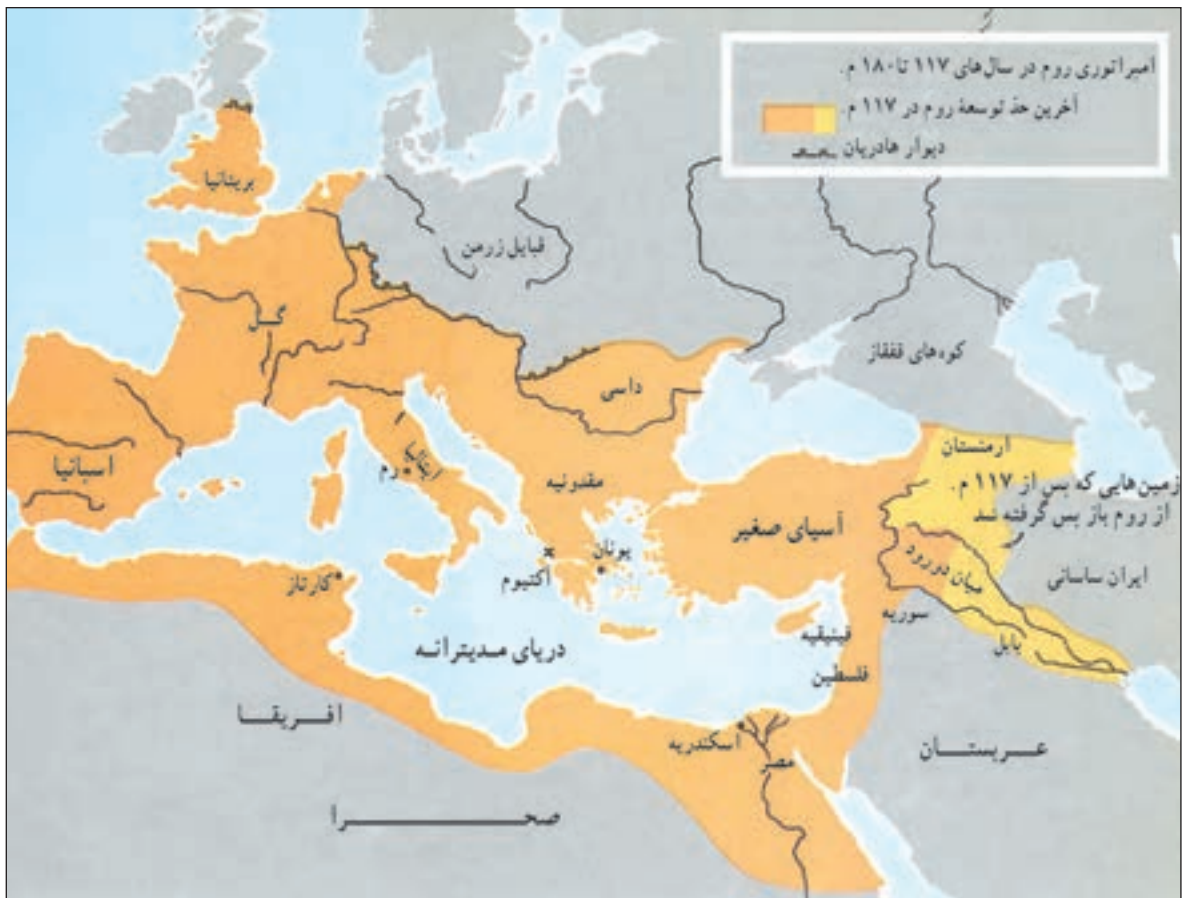 امپراتوری روم در سال‌های ۱۱۷ تا ۱۸۰ م.
آخرین حدّ توسعهٔ روم در ۱۱۷ م.
دیوار هادریان
بریتانیا
قبایل ژرمن
گل
کوه‌های قفقاز
داسی
ارمنستان
اسپانیا
ایتالیا
رم
مقدونیه
زمین‌هایی که پس از ۱۱۷ م.
از روم باز پس گرفته شد
آسیای صغیر
یونان
اکتیوم
کارتاژ
میان دورود
ایران ساسانی
سوریه
بابل
فینیقیه
دریای مدیترانه
فلسطین
افریقا
اسکندریه
مصر
عربستان
صحرا